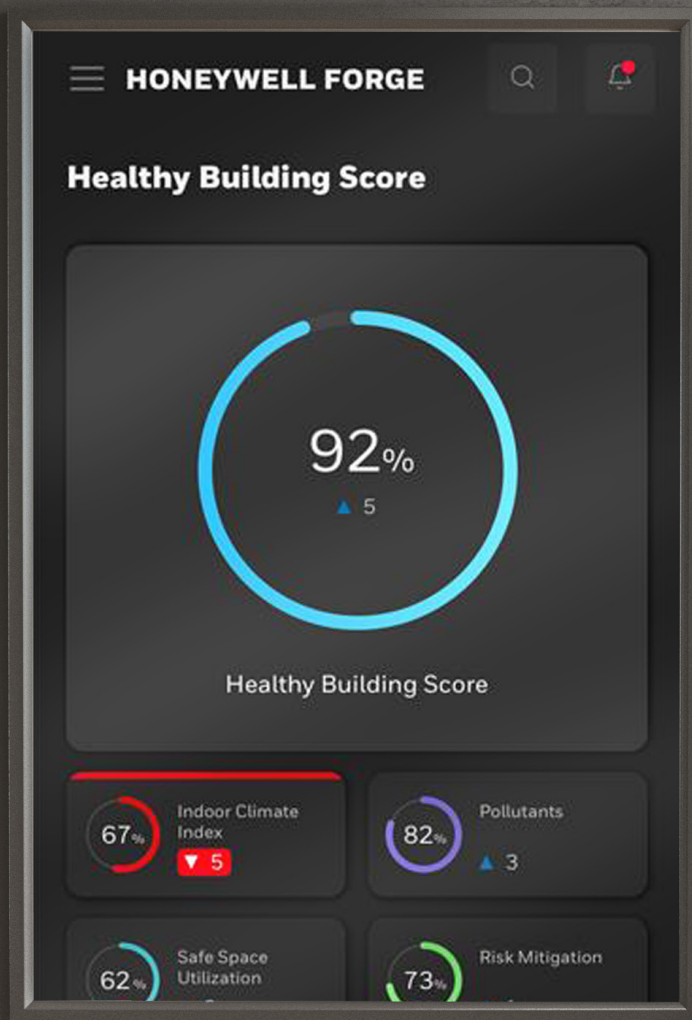 HONEYWELL FORGE
Healthy Building Score
92%
▲ 5
Healthy Building Score
67%
Indoor Climate
Index
▼ 5
82%
Pollutants
▲ 3
62%
Safe Space
Utilization
73%
Risk Mitigation